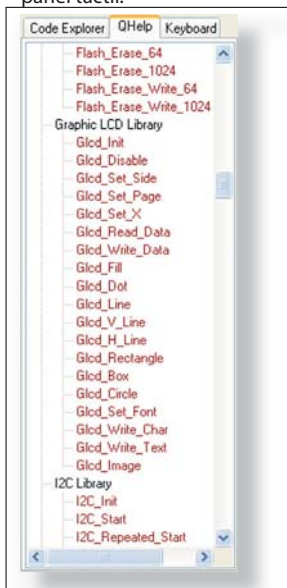 panel táctil.
Code Explorer QHelp Keyboard
Flash_Erase_64
Flash_Erase_1024
Flash_Erase_Write_64
Flash_Erase_Write_1024
Graphic LCD Library
Glcd_Init
Glcd_Disable
Glcd_Set_Side
Glcd_Set_Page
Glcd_Set_X
Glcd_Read_Data
Glcd_Write_Data
Glcd_Fill
Glcd_Dot
Glcd_Line
Glcd_V_Line
Glcd_H_Line
Glcd_Rectangle
Glcd_Box
Glcd_Circle
Glcd_Set_Font
Glcd_Write_Char
Glcd_Write_Text
Glcd_Image
I2C Library
I2C_Init
I2C_Start
I2C_Repeated_Start